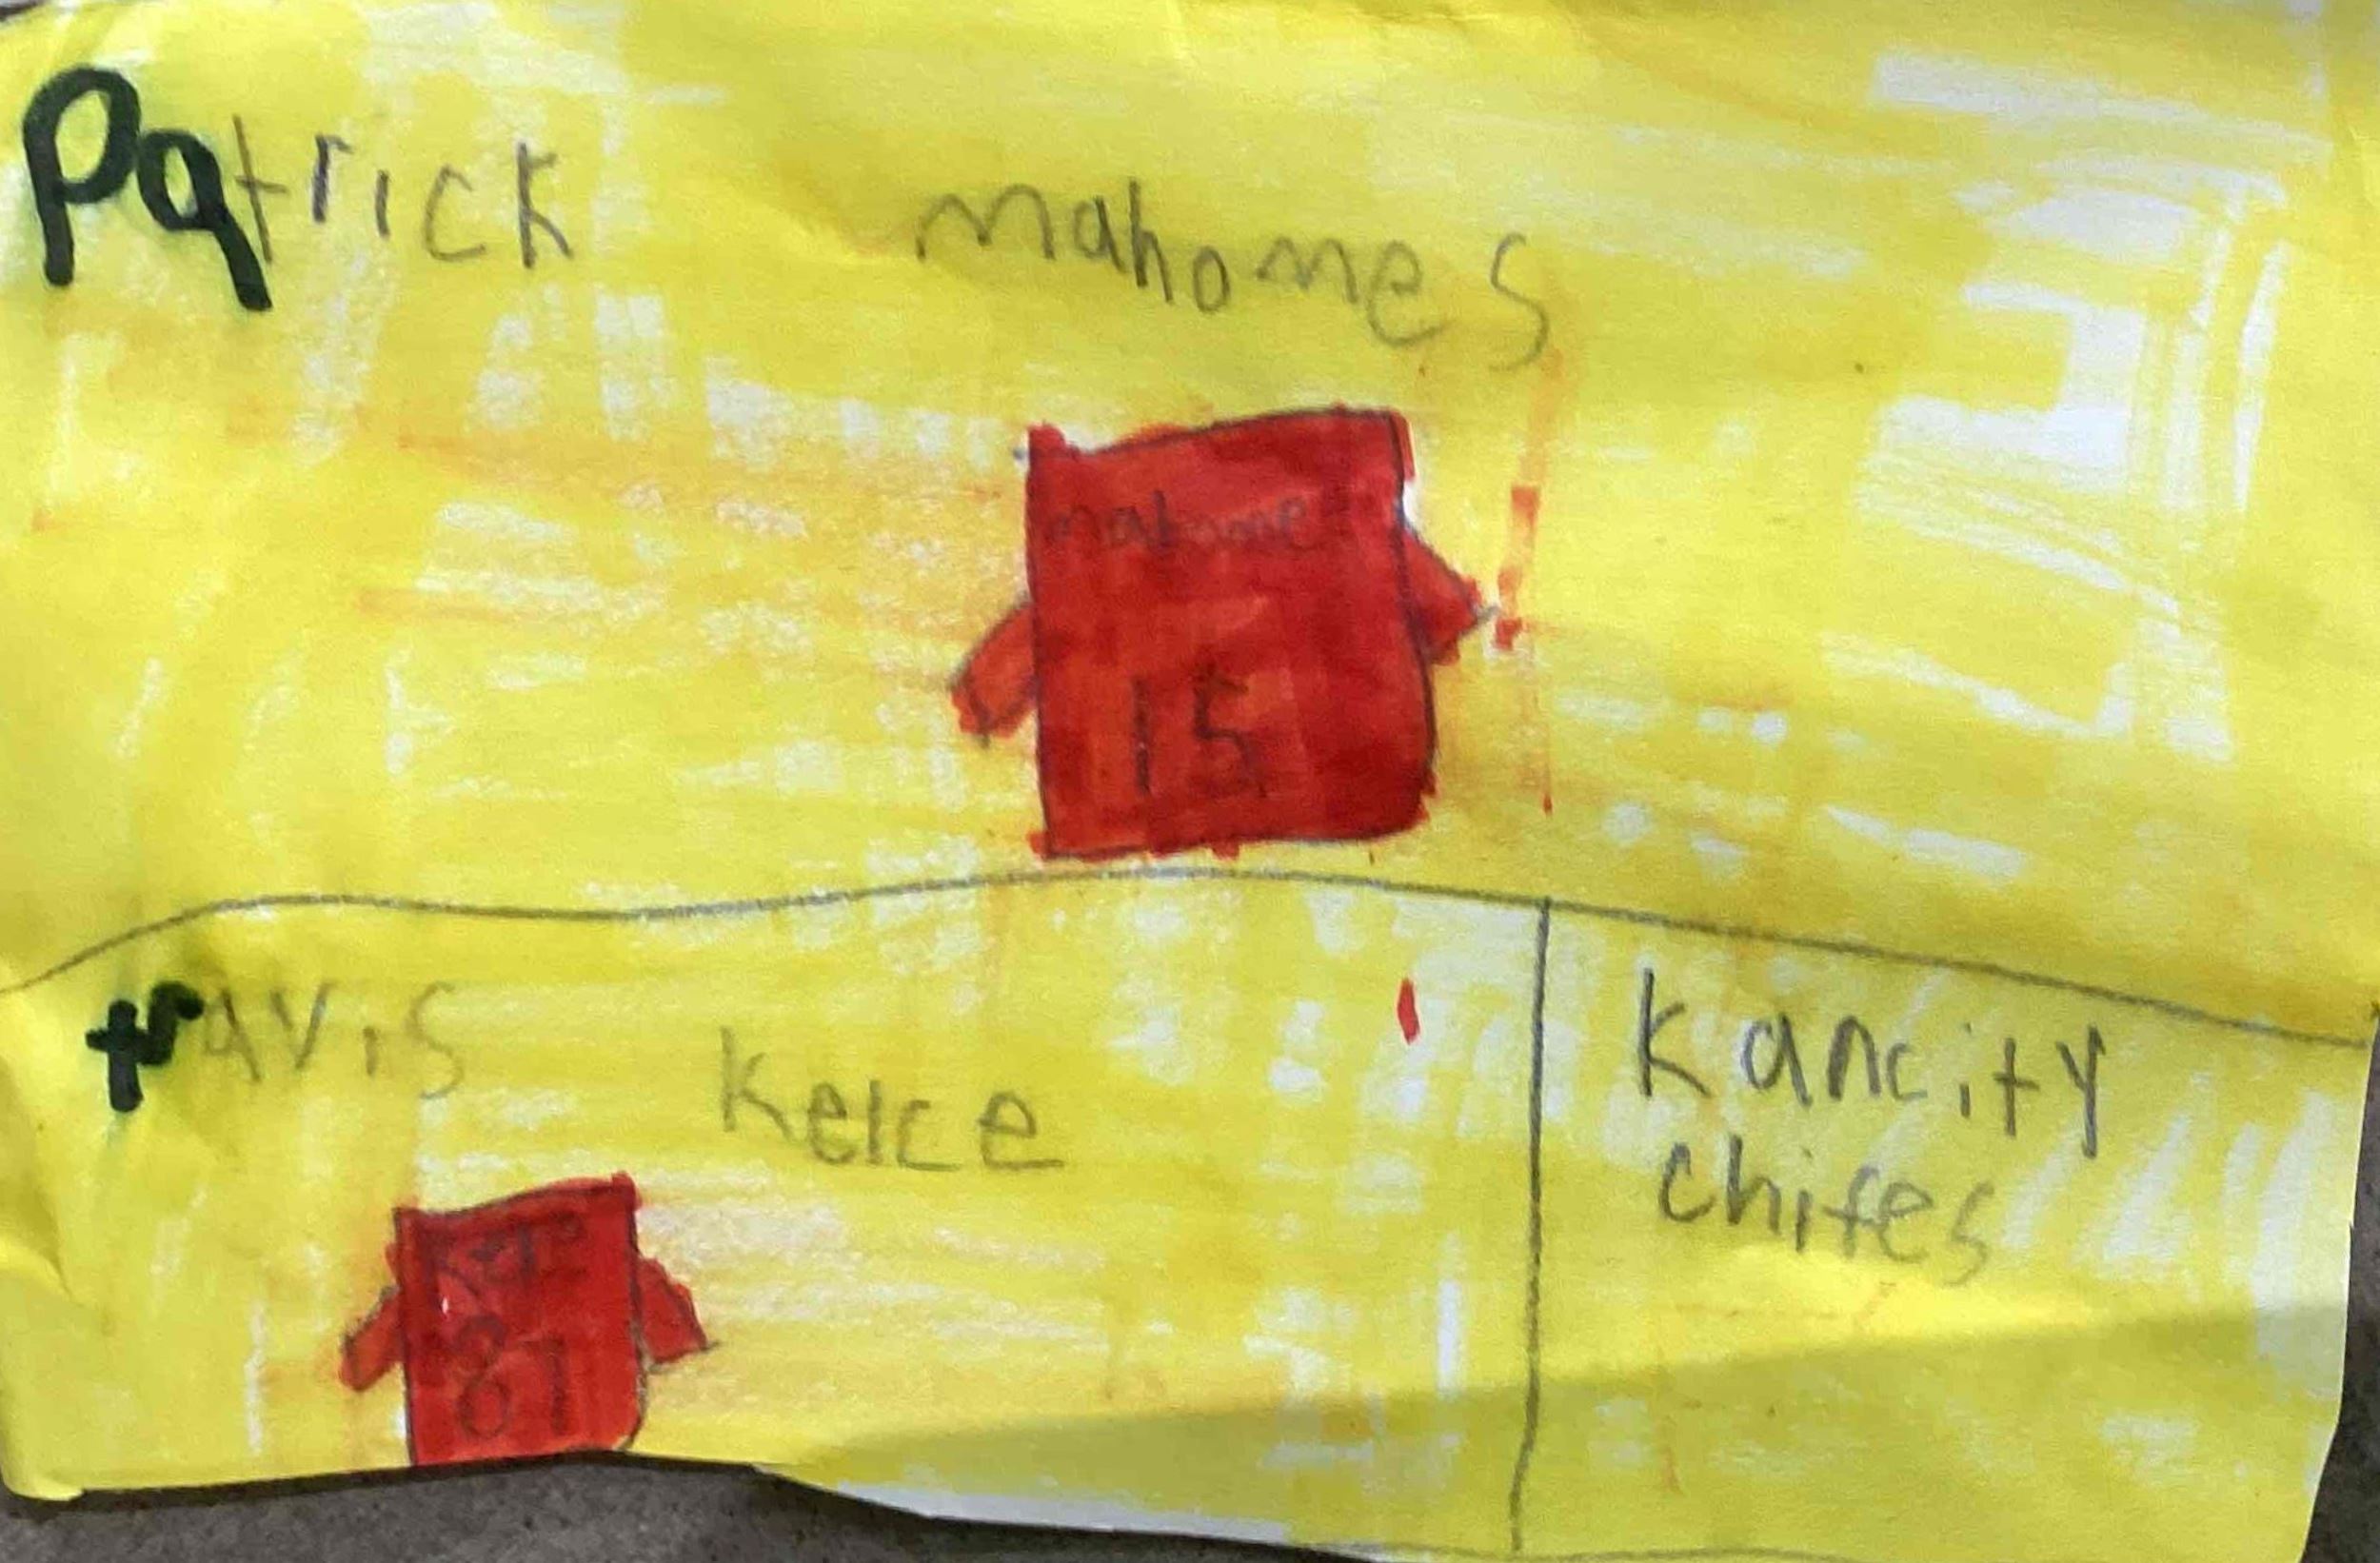 Patrick mahomes
mahomes
15
travis kelce
kelce
87
kancity
chifes